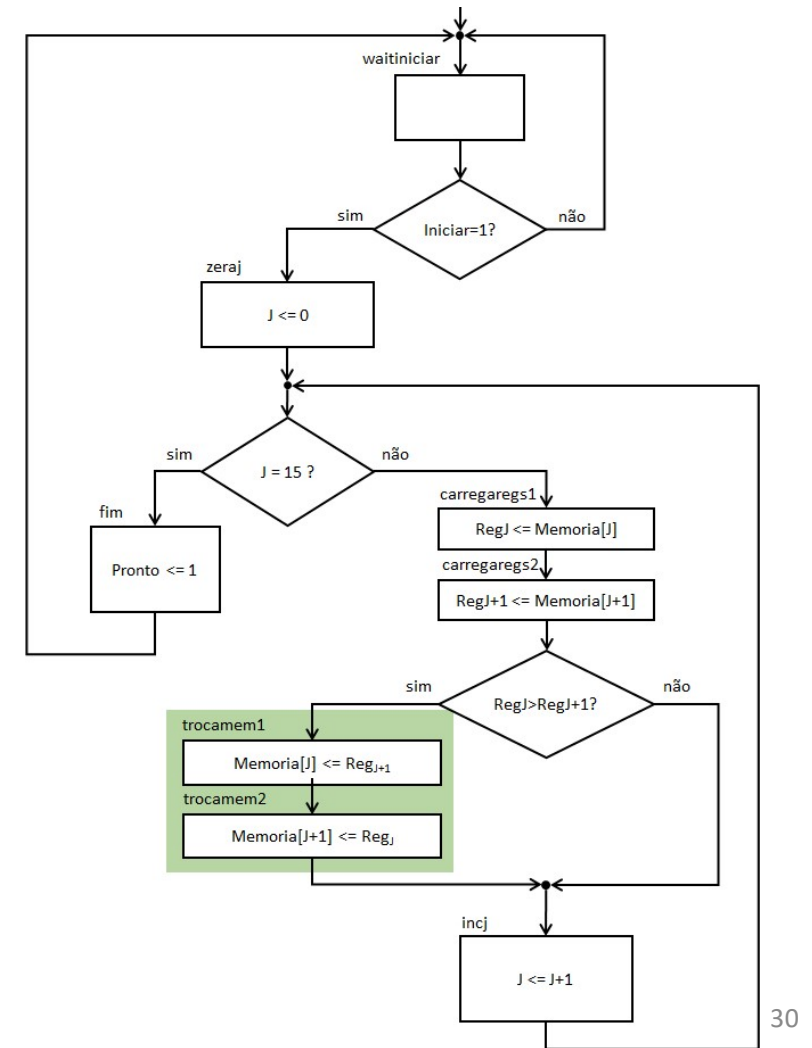 waitiniciar
Iniciar=1?
sim
não
zeraj
J <= 0
J = 15 ?
sim
não
fim
Pronto <= 1
carregaregs1
RegJ <= Memoria[J]
carregaregs2
RegJ+1 <= Memoria[J+1]
RegJ>RegJ+1?
sim
não
trocamem1
Memoria[J] <= RegJ+1
trocamem2
Memoria[J+1] <= RegJ
incj
J <= J+1
30